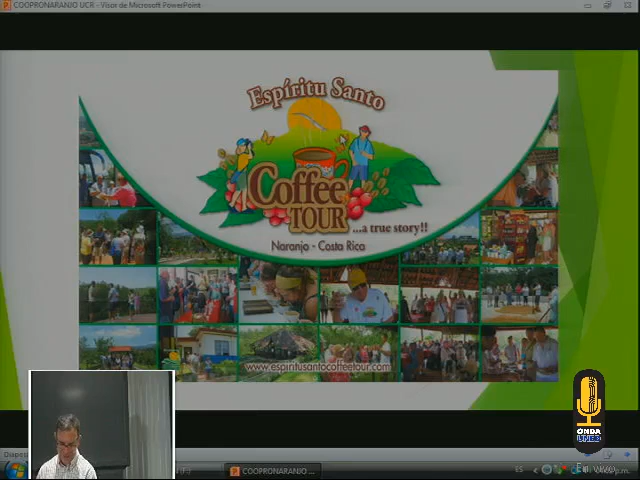 COOPRONARANJO UCR - Visor de Microsoft PowerPoint
Espíritu Santo
Coffee
TOUR
...a true story!!
Naranjo - Costa Rica
www.espiritusantocoffeetour.com
ONDA
COOPRONARANJO
ES